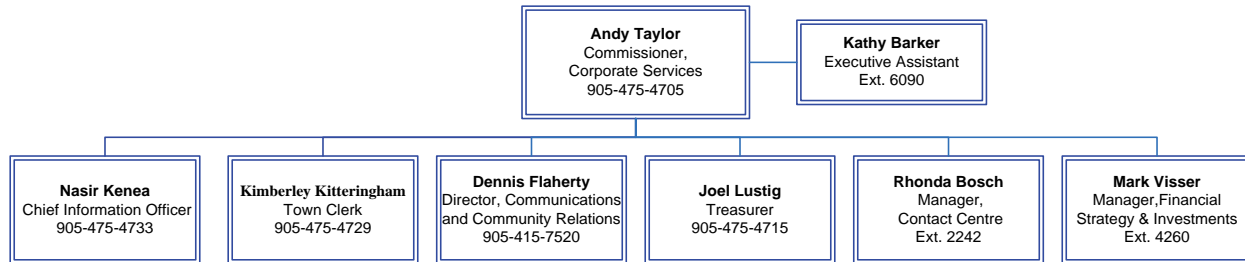 Andy Taylor
Commissioner,
Corporate Services
905-475-4705
Kathy Barker
Executive Assistant
Ext. 6090
Nasir Kenea
Chief Information Officer
905-475-4733
Kimberley Kitteringham
Town Clerk
905-475-4729
Dennis Flaherty
Director, Communications
and Community Relations
905-415-7520
Joel Lustig
Treasurer
905-475-4715
Rhonda Bosch
Manager,
Contact Centre
Ext. 2242
Mark Visser
Manager,Financial
Strategy & Investments
Ext. 4260